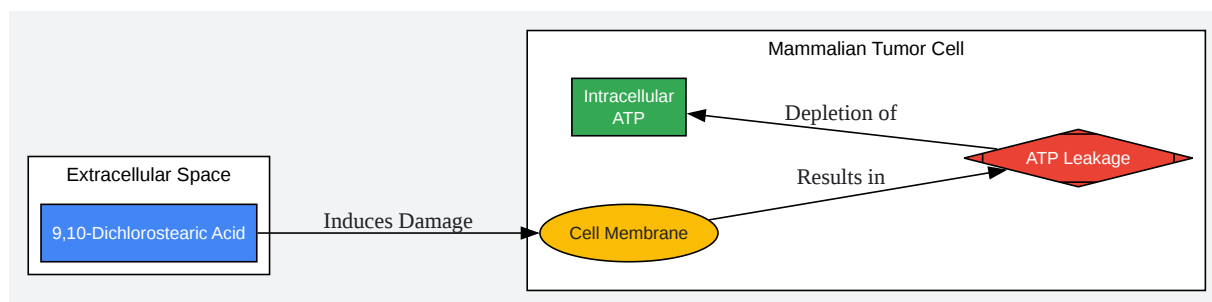 Mammalian Tumor Cell
Intracellular
ATP
Depletion of
ATP Leakage
Results in
Extracellular Space
9,10-Dichlorostearic Acid
Induces Damage
Cell Membrane